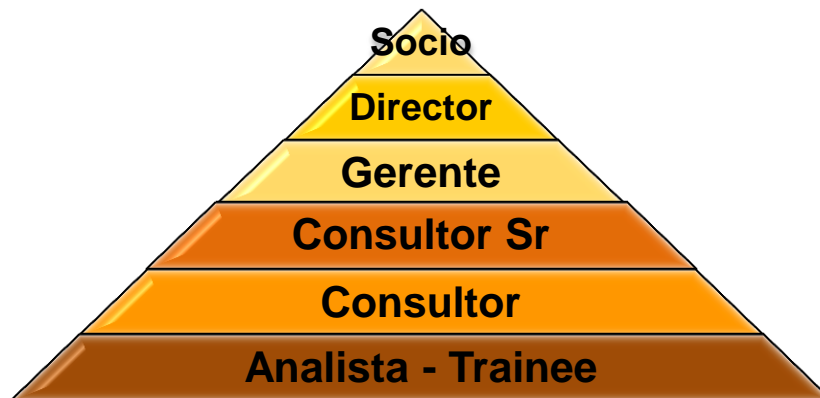 Socio
Director
Gerente
Consultor Sr
Consultor
Analista - Trainee